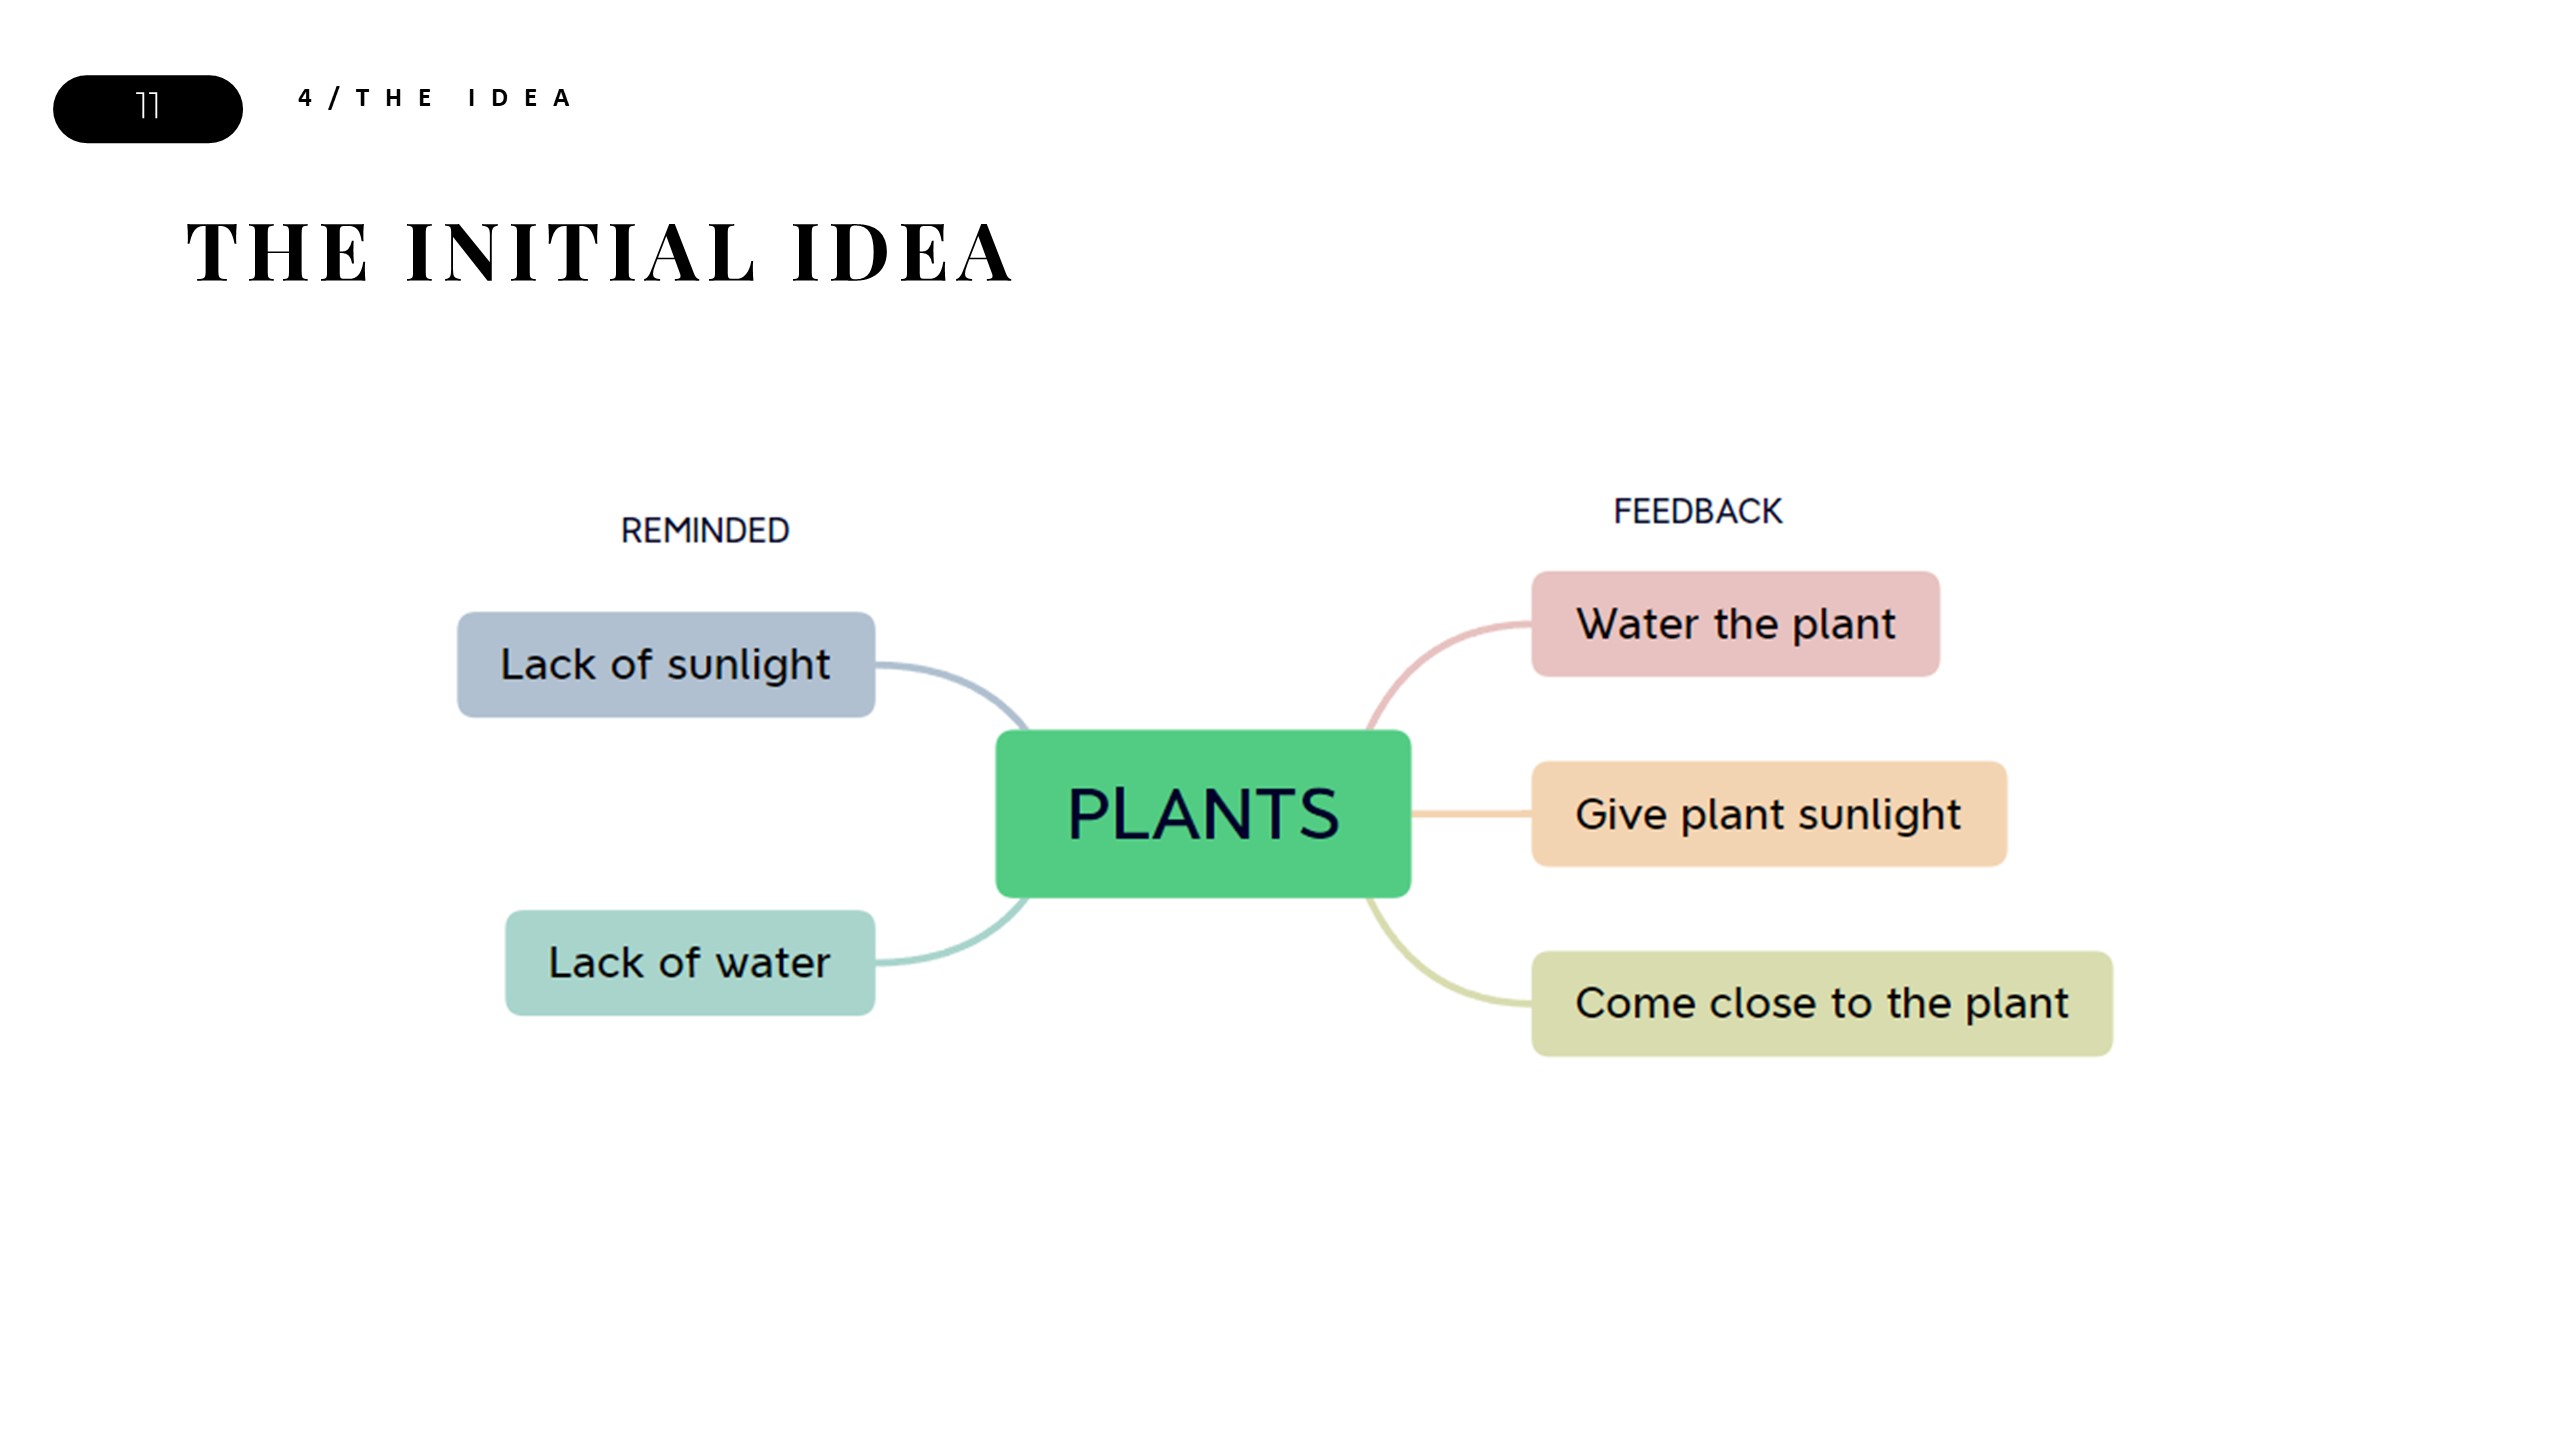 11
4/THE IDEA
THE INITIAL IDEA
REMINDED
Lack of sunlight
Lack of water
PLANTS
FEEDBACK
Water the plant
Give plant sunlight
Come close to the plant